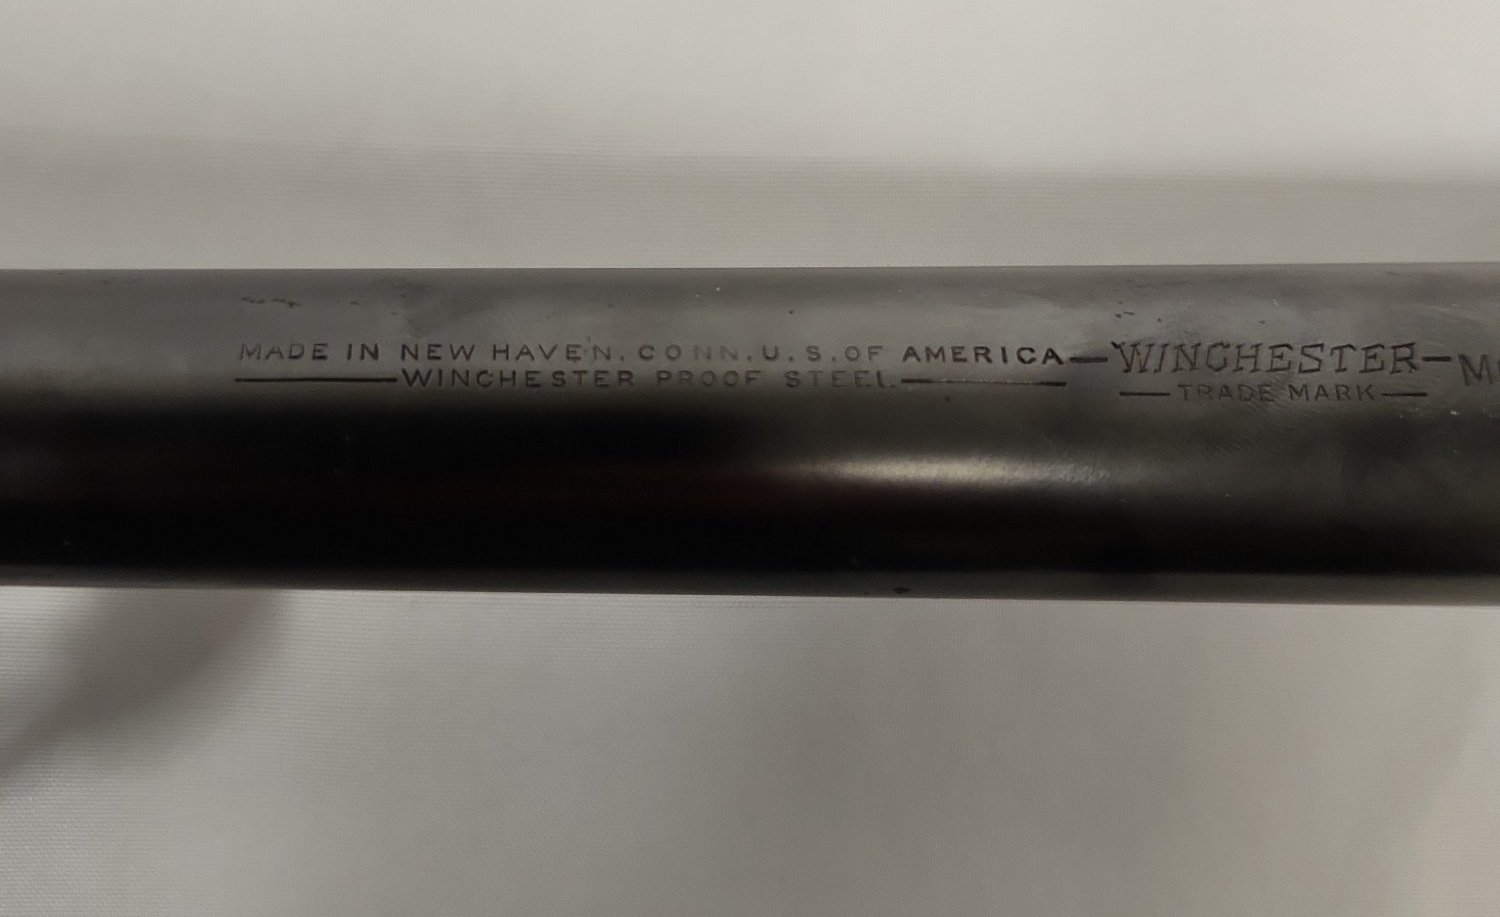 MADE IN NEW HAVEN. CONN. U.S. OF AMERICA—WINCHESTER—
—WINCHESTER PROOF STEEL— —TRADE MARK—